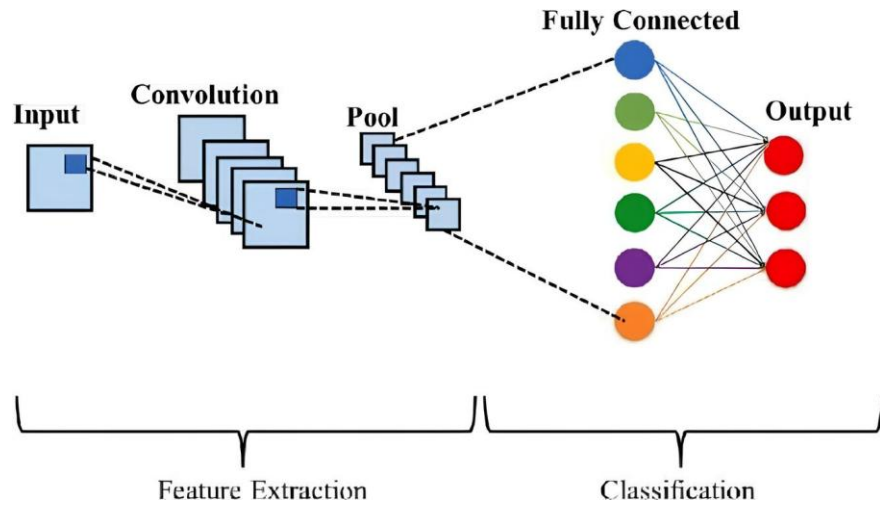 Fully Connected
Input
Convolution
Pool
Output
Feature Extraction
Classification